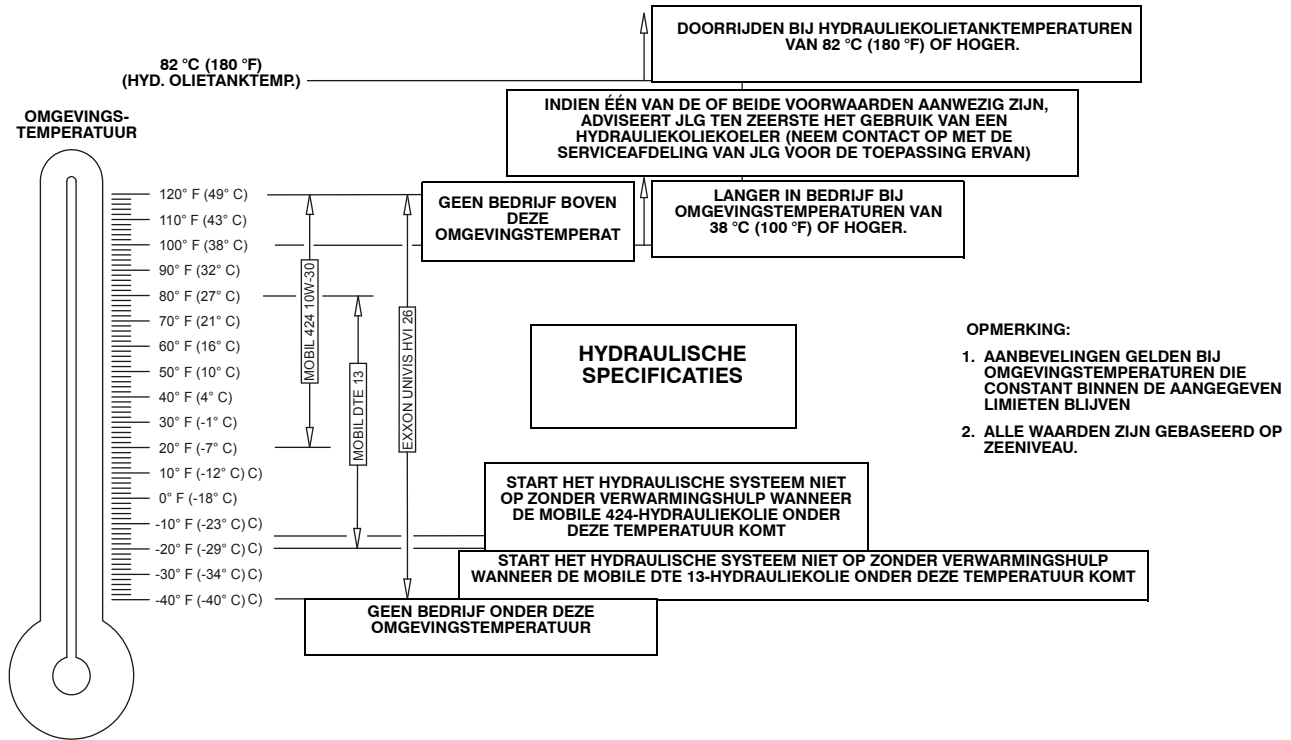 DOORRIJDEN BIJ HYDRAULIEKOLIETANKTEMPERATUREN
VAN 82 °C (180 °F) OF HOGER.
82 °C (180 °F)
(HYD. OLIETANKTEMP.)
INDIEN ÉÉN VAN DE OF BEIDE VOORWAARDEN AANWEZIG ZIJN,
ADVISEERT JLG TEN ZEERSTE HET GEBRUIK VAN EEN
HYDRAULIEKOLIEKOELER (NEEM CONTACT OP MET DE
SERVICEAFDELING VAN JLG VOOR DE TOEPASSING ERVAN)
OMGEVINGS-
TEMPERATUUR
GEEN BEDRIJF BOVEN
DEZE
OMGEVINGSTEMPERAT
LANGER IN BEDRIJF BIJ
OMGEVINGSTEMPERATUREN VAN
38 °C (100 °F) OF HOGER.
120° F (49° C)
110° F (43° C)
100° F (38° C)
90° F (32° C)
80° F (27° C)
70° F (21° C)
60° F (16° C)
50° F (10° C)
40° F (4° C)
30° F (-1° C)
20° F (-7° C)
10° F (-12° C) C)
0° F (-18° C)
-10° F (-23° C) C)
-20° F (-29° C) C)
-30° F (-34° C) C)
-40° F (-40° C) C)
MOBIL 424 10W-30
MOBIL DTE 13
EXXON UNIVIS HVI 26
HYDRAULISCHE
SPECIFICATIES
OPMERKING:
1. AANBEVELINGEN GELDEN BIJ
OMGEVINGSTEMPERATUREN DIE
CONSTANT BINNEN DE AANGEGEVEN
LIMIETEN BLIJVEN
2. ALLE WAARDEN ZIJN GEBASEERD OP
ZEENIVEAU.
START HET HYDRAULISCHE SYSTEEM NIET
OP ZONDER VERWARMINGSHULP WANNEER
DE MOBILE 424-HYDRAULIEKOLIE ONDER
DEZE TEMPERATUUR KOMT
START HET HYDRAULISCHE SYSTEEM NIET OP ZONDER VERWARMINGSHULP
WANNEER DE MOBILE DTE 13-HYDRAULIEKOLIE ONDER DEZE TEMPERATUUR KOMT
GEEN BEDRIJF ONDER DEZE
OMGEVINGSTEMPERATUUR